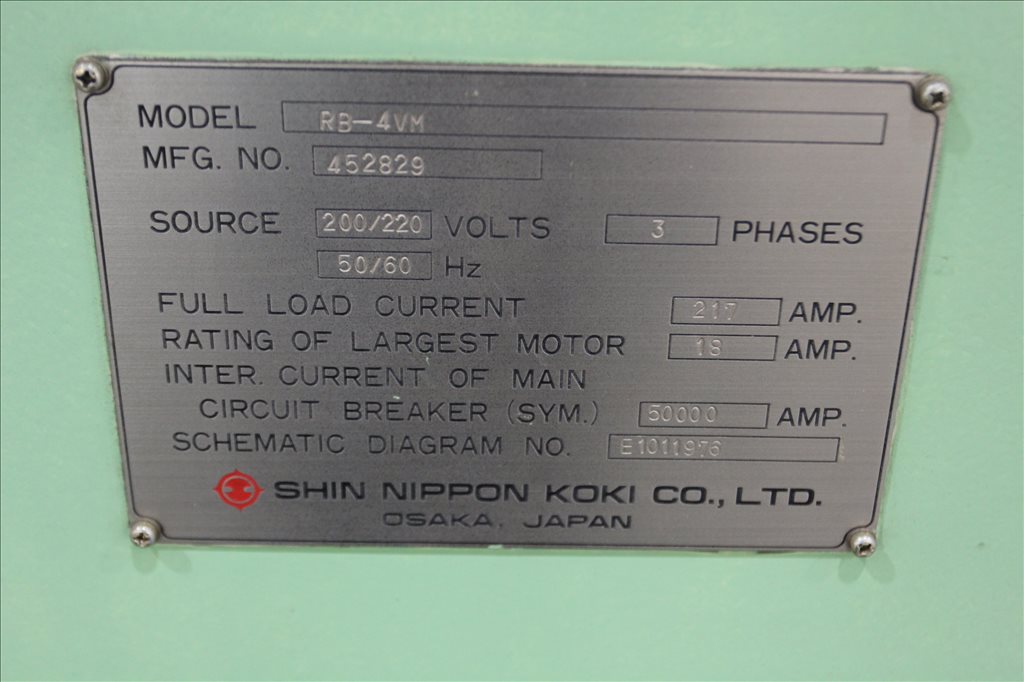 MODEL RB-4VM
MFG. NO. 452829
SOURCE 200/220 VOLTS 3 PHASES
50/60 Hz
FULL LOAD CURRENT 217 AMP.
RATING OF LARGEST MOTOR 18 AMP.
INTER. CURRENT OF MAIN
CIRCUIT BREAKER (SYM.) 50000 AMP.
SCHEMATIC DIAGRAM NO. E1011976
SHIN NIPPON KOKI CO., LTD.
OSAKA, JAPAN